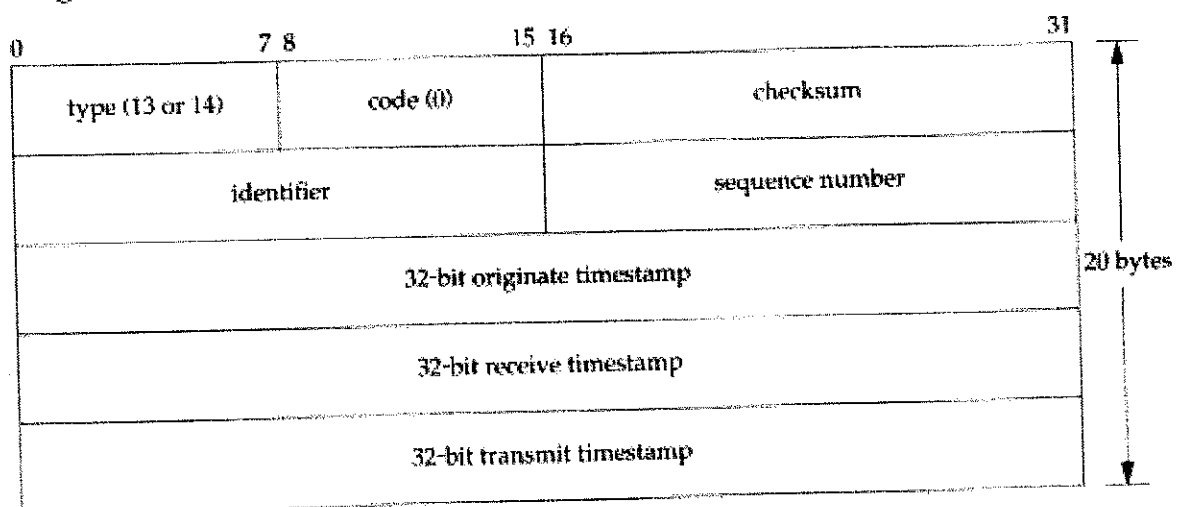 0 7 8 15 16 31
type (13 or 14) code (0) checksum
identifier sequence number
32-bit originate timestamp
20 bytes
32-bit receive timestamp
32-bit transmit timestamp